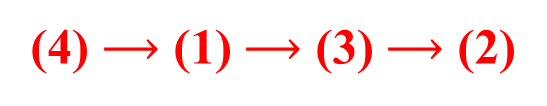 (4) ⟶ (1) ⟶ (3) ⟶ (2)